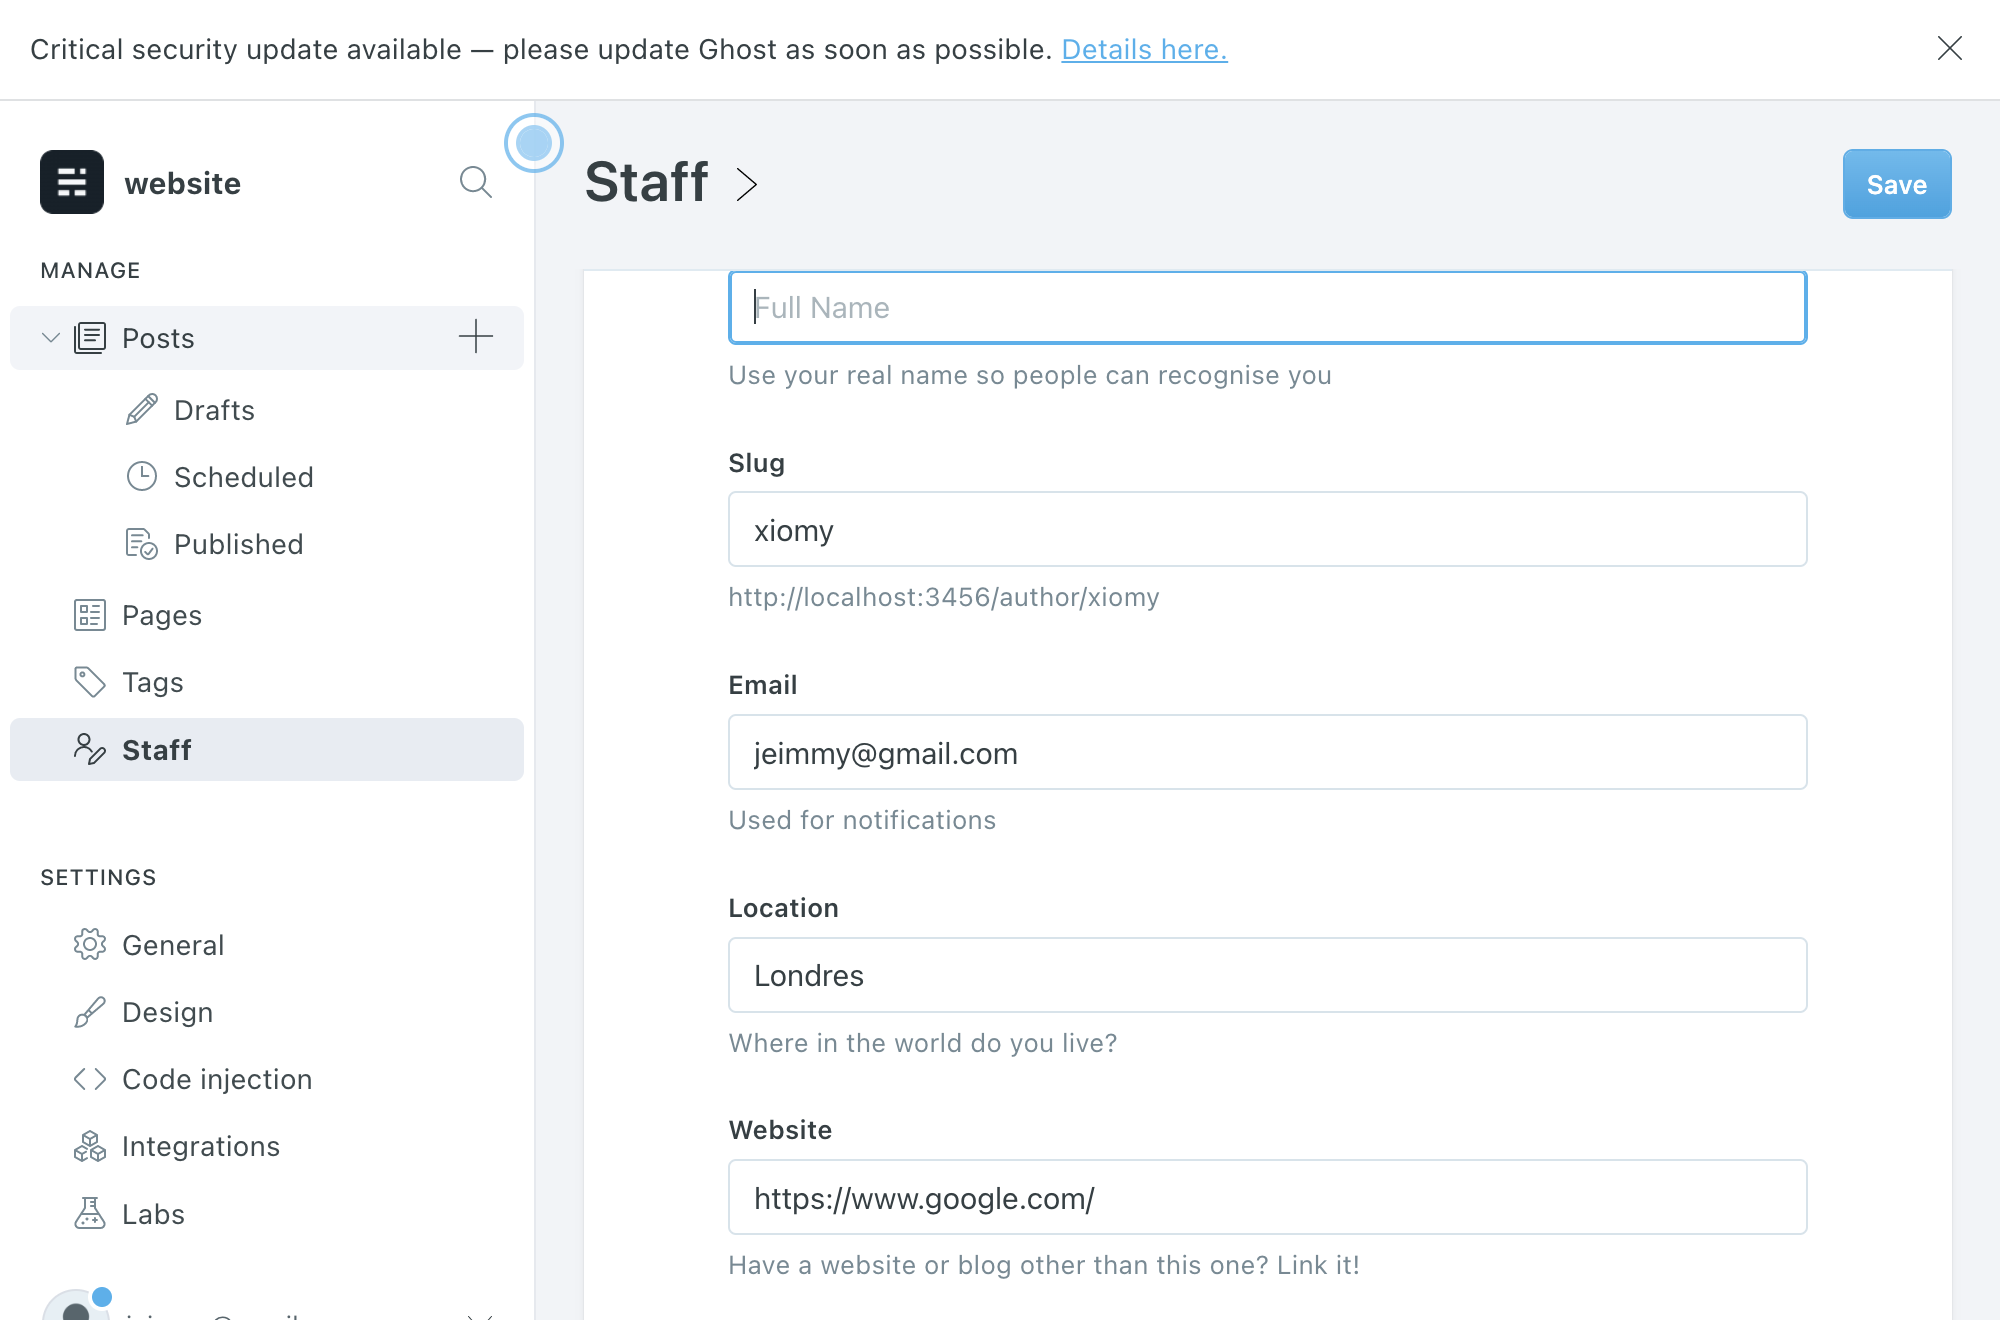 Critical security update available — please update Ghost as soon as possible. Details here.
website
MANAGE
Posts
Drafts
Scheduled
Published
Pages
Tags
Staff
SETTINGS
General
Design
Code injection
Integrations
Labs
Staff
Save
Full Name
Use your real name so people can recognise you
Slug
xiomy
http://localhost:3456/author/xiomy
Email
jeimmy@gmail.com
Used for notifications
Location
Londres
Where in the world do you live?
Website
https://www.google.com/
Have a website or blog other than this one? Link it!